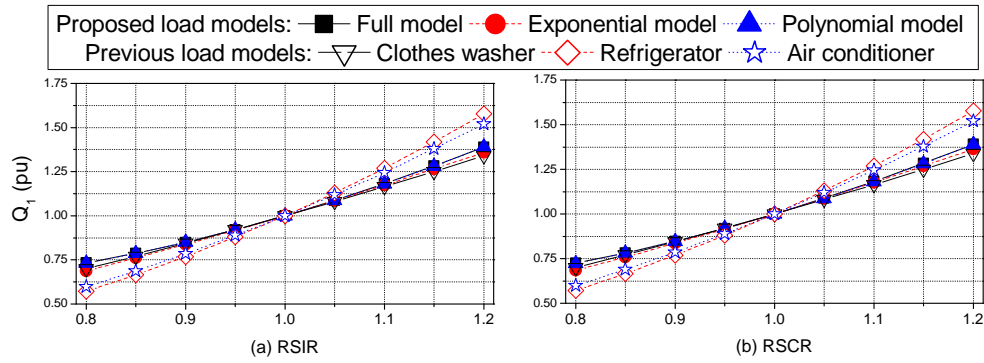 Proposed load models: Full model Exponential model Polynomial model
Previous load models: Clothes washer Refrigerator Air conditioner
1.75 1.75
1.50 1.50
1.25 1.25
1.00 1.00
0.75 0.75
0.50 0.50
Q1 (pu)
0.8 0.9 1.0 1.1 1.2 0.8 0.9 1.0 1.1 1.2
(a) RSIR (b) RSCR